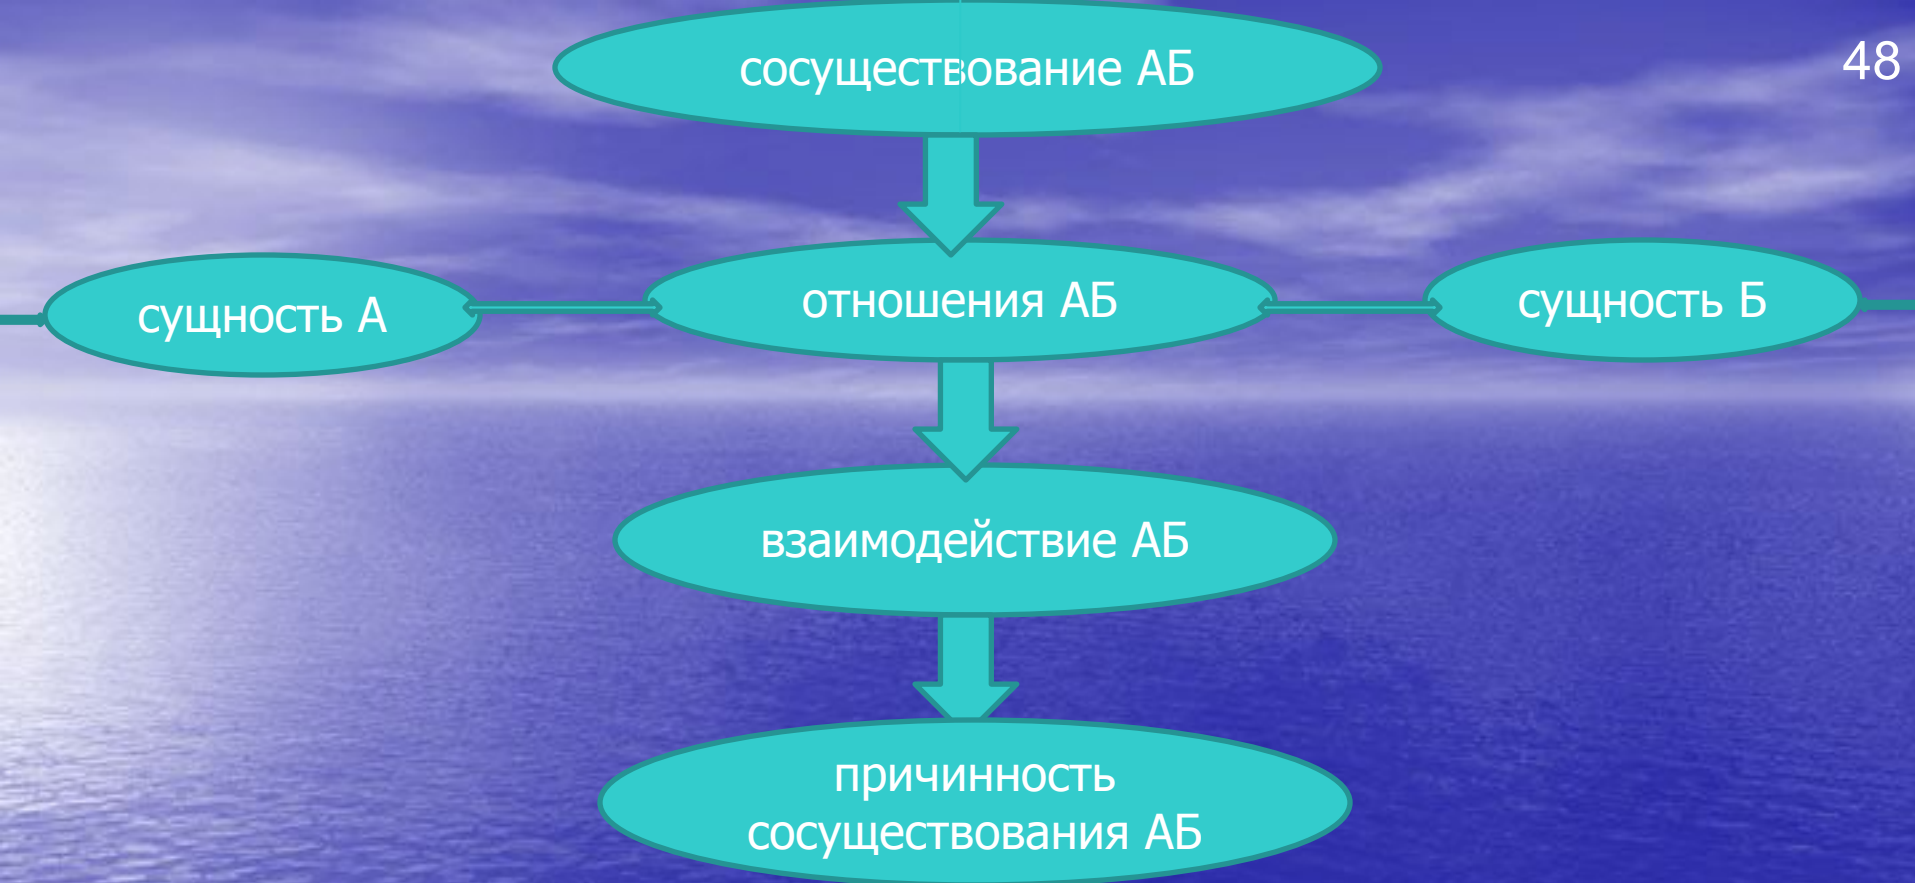 сосуществование АБ
48
сущность А
отношения АБ
сущность Б
взаимодействие АБ
причинность
сосуществования АБ